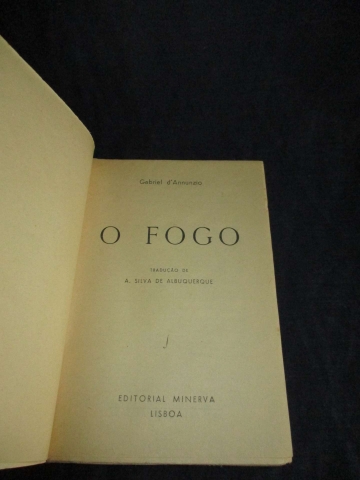 Gabriel d'Annunzio
O FOGO
TRADUÇÃO DE
A. SILVA DE ALBUQUERQUE
EDITORIAL MINERVA
LISBOA